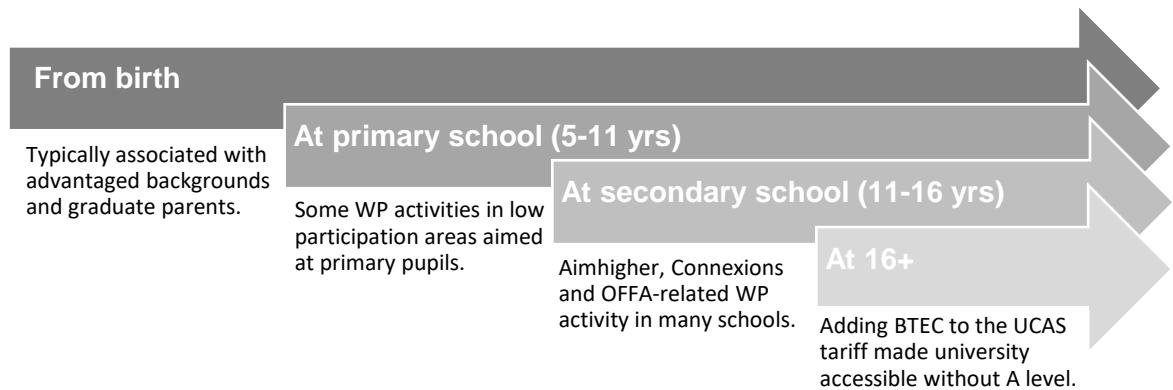 From birth
Typically associated with
advantaged backgrounds
and graduate parents.
At primary school (5-11 yrs)
Some WP activities in low
participation areas aimed
at primary pupils.
At secondary school (11-16 yrs)
Aimhigher, Connexions
and OFFA-related WP
activity in many schools.
At 16+
Adding BTEC to the UCAS
tariff made university
accessible without A level.